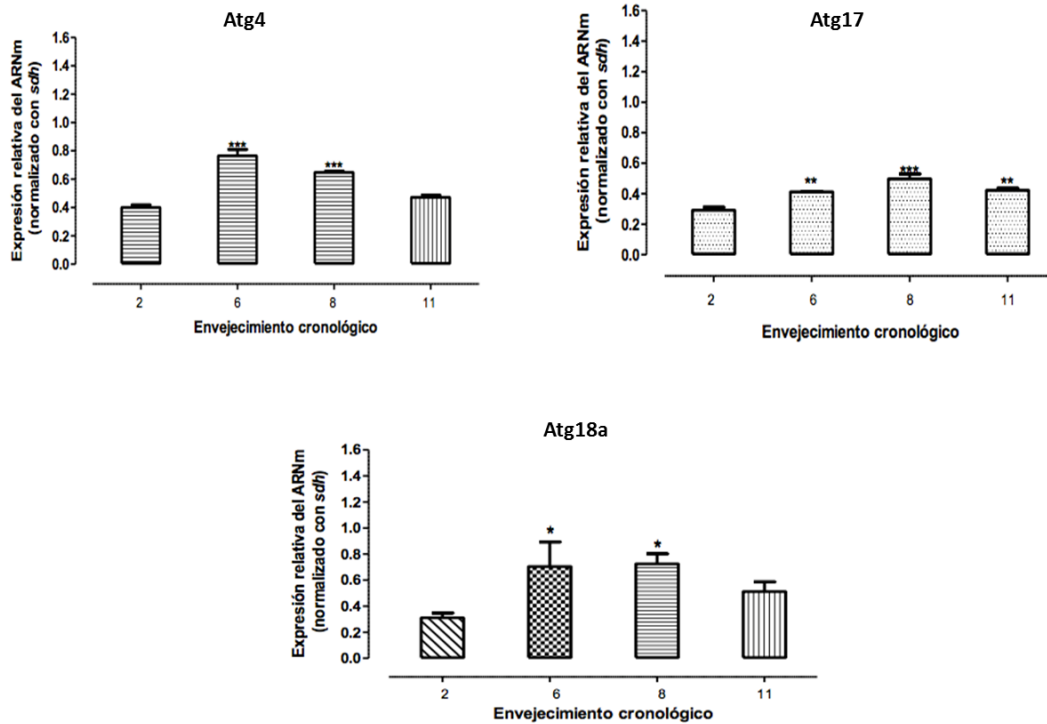 Atg4
Expresión relativa del ARNm
(normalizado con sdh)
1.6
1.4
1.2
1.0
0.8
0.6
0.4
0.2
0.0
***
***
2 6 8 11
Envejecimiento cronológico
Atg17
Expresión relativa del ARNm
(normalizado con sdh)
1.6
1.4
1.2
1.0
0.8
0.6
0.4
0.2
0.0
**
***
**
2 6 8 11
Envejecimiento cronológico
Atg18a
Expresión relativa del ARNm
(normalizado con sdh)
1.6
1.4
1.2
1.0
0.8
0.6
0.4
0.2
0.0
*
*
2 6 8 11
Envejecimiento cronológico